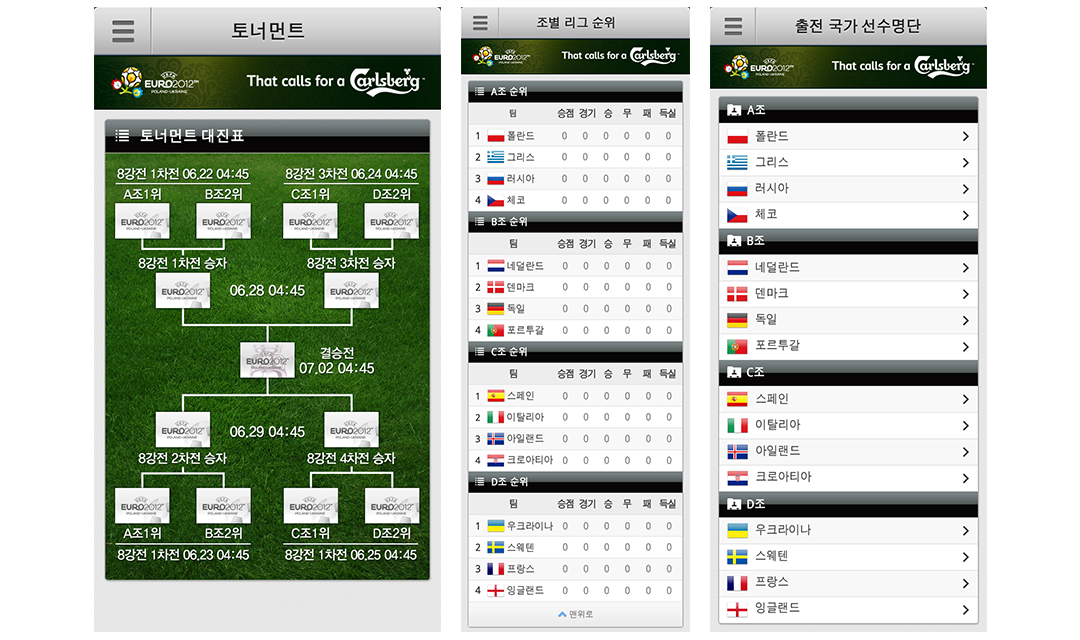 토너먼트
UEFA
EURO2012™
POLAND-UKRAINE
That calls for a Carlsberg
토너먼트 대진표
8강전 1차전 06.22 04:45
8강전 3차전 06.24 04:45
A조1위 B조2위 C조1위 D조2위
EURO2012 EURO2012 EURO2012 EURO2012
8강전 1차전 승자 8강전 3차전 승자
EURO2012 06.28 04:45 EURO2012
EURO2012 결승전
07.02 04:45
EURO2012 06.29 04:45 EURO2012
8강전 2차전 승자 8강전 4차전 승자
EURO2012 EURO2012 EURO2012 EURO2012
A조1위 B조2위 C조1위 D조2위
8강전 1차전 06.23 04:45 8강전 1차전 06.25 04:45
조별 리그 순위
EURO2012
That calls for a Carlsberg
A조 순위
팀 승점 경기 승 무 패 득실
1 폴란드 0 0 0 0 0 0
2 그리스 0 0 0 0 0 0
3 러시아 0 0 0 0 0 0
4 체코 0 0 0 0 0 0
B조 순위
팀 승점 경기 승 무 패 득실
1 네덜란드 0 0 0 0 0 0
2 덴마크 0 0 0 0 0 0
3 독일 0 0 0 0 0 0
4 포르투갈 0 0 0 0 0 0
C조 순위
팀 승점 경기 승 무 패 득실
1 스페인 0 0 0 0 0 0
2 이탈리아 0 0 0 0 0 0
3 아일랜드 0 0 0 0 0 0
4 크로아티아 0 0 0 0 0 0
D조 순위
팀 승점 경기 승 무 패 득실
1 우크라이나 0 0 0 0 0 0
2 스웨텐 0 0 0 0 0 0
3 프랑스 0 0 0 0 0 0
4 잉글랜드 0 0 0 0 0 0
맨위로
출전 국가 선수명단
EURO2012
That calls for a Carlsberg
A조
폴란드
그리스
러시아
체코
B조
네덜란드
덴마크
독일
포르투갈
C조
스페인
이탈리아
아일랜드
크로아티아
D조
우크라이나
스웨텐
프랑스
잉글랜드